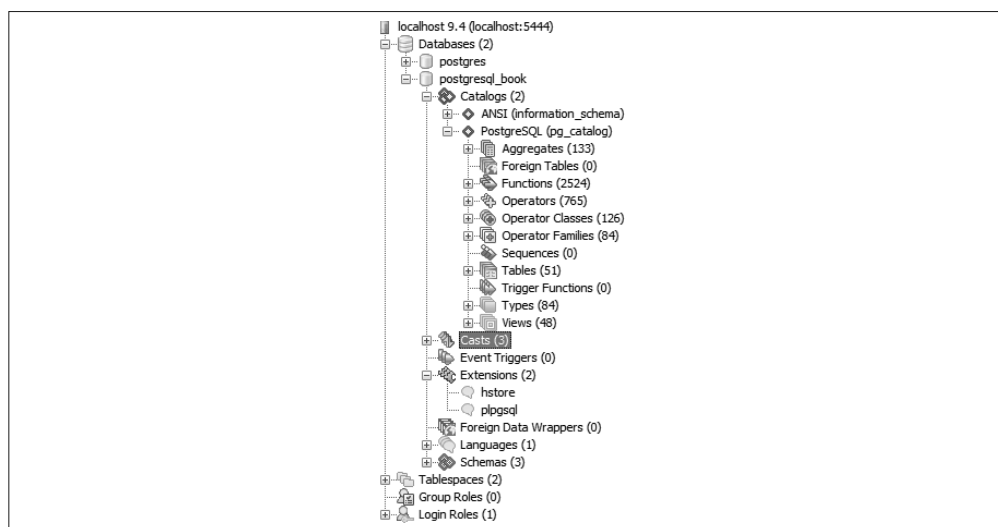 localhost 9.4 (localhost:5444)
Databases (2)
postgres
postgresql_book
Catalogs (2)
ANSI (information_schema)
PostgreSQL (pg_catalog)
Aggregates (133)
Foreign Tables (0)
Functions (2524)
Operators (765)
Operator Classes (126)
Operator Families (84)
Sequences (0)
Tables (51)
Trigger Functions (0)
Types (84)
Views (48)
Casts (3)
Event Triggers (0)
Extensions (2)
hstore
plpgsql
Foreign Data Wrappers (0)
Languages (1)
Schemas (3)
Tablespaces (2)
Group Roles (0)
Login Roles (1)